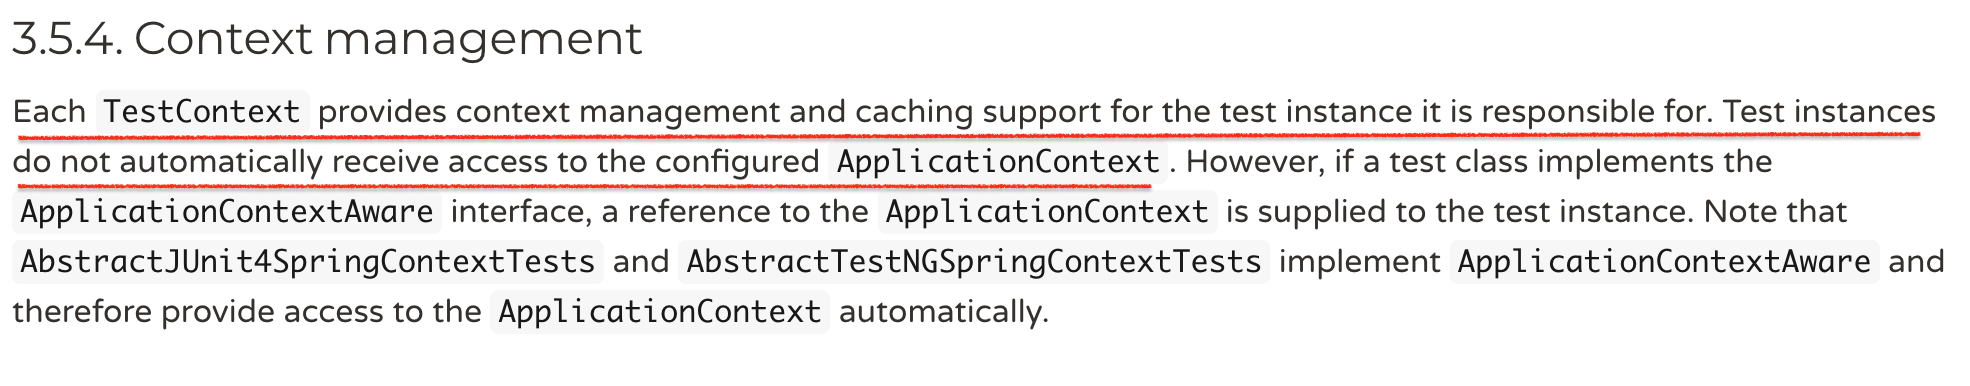 3.5.4. Context management
Each TestContext provides context management and caching support for the test instance it is responsible for. Test instances
do not automatically receive access to the configured ApplicationContext. However, if a test class implements the
ApplicationContextAware interface, a reference to the ApplicationContext is supplied to the test instance. Note that
AbstractJUnit4SpringContextTests and AbstractTestNGSpringContextTests implement ApplicationContextAware and
therefore provide access to the ApplicationContext automatically.